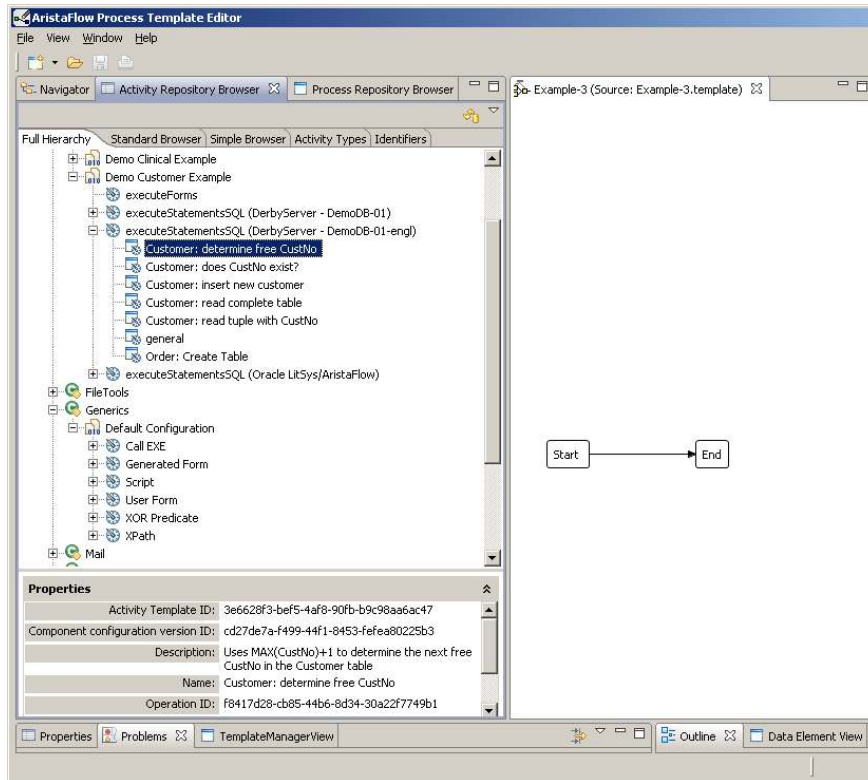 AristaFlow Process Template Editor
File View Window Help
Navigator Activity Repository Browser Process Repository Browser
Example-3 (Source: Example-3.template)
Full Hierarchy Standard Browser Simple Browser Activity Types Identifiers
Demo Clinical Example
Demo Customer Example
executeForms
executeStatementsSQL (DerbyServer - DemoDB-01)
executeStatementsSQL (DerbyServer - DemoDB-01-engl)
Customer: determine free CustNo
Customer: does CustNo exist?
Customer: insert new customer
Customer: read complete table
Customer: read tuple with CustNo
general
Order: Create Table
executeStatementsSQL (Oracle LitSys/AristaFlow)
FileTools
Generics
Default Configuration
Call EXE
Generated Form
Script
User Form
XOR Predicate
XPath
Mail
Start End
Properties
Activity Template ID: 3e6628f3-bef5-4af8-90fb-b9c98aa6ac47
Component configuration version ID: cd27de7a-f499-44f1-8453-fefea80225b3
Description: Uses MAX(CustNo)+1 to determine the next free
CustNo in the Customer table
Name: Customer: determine free CustNo
Operation ID: f8417d28-cb85-44b6-8d34-30a22f7749b1
Properties Problems TemplateManagerView
Outline Data Element View